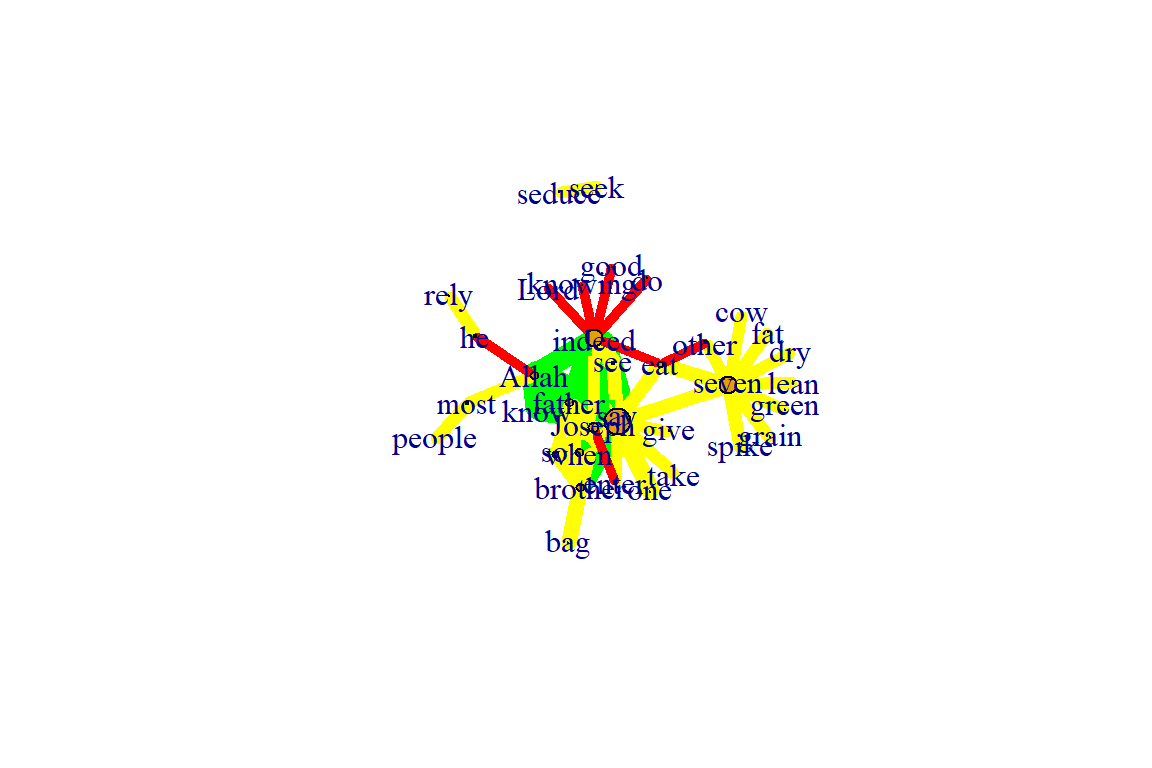 seek
seduce
good
do
knowing
Lord
rely
cow
fat
he
indeed
other
dry
see
eat
Allah
seven
lean
most
father
green
know
say
Joseph
give
people
grain
spike
so
when
take
brother
enter
one
bag